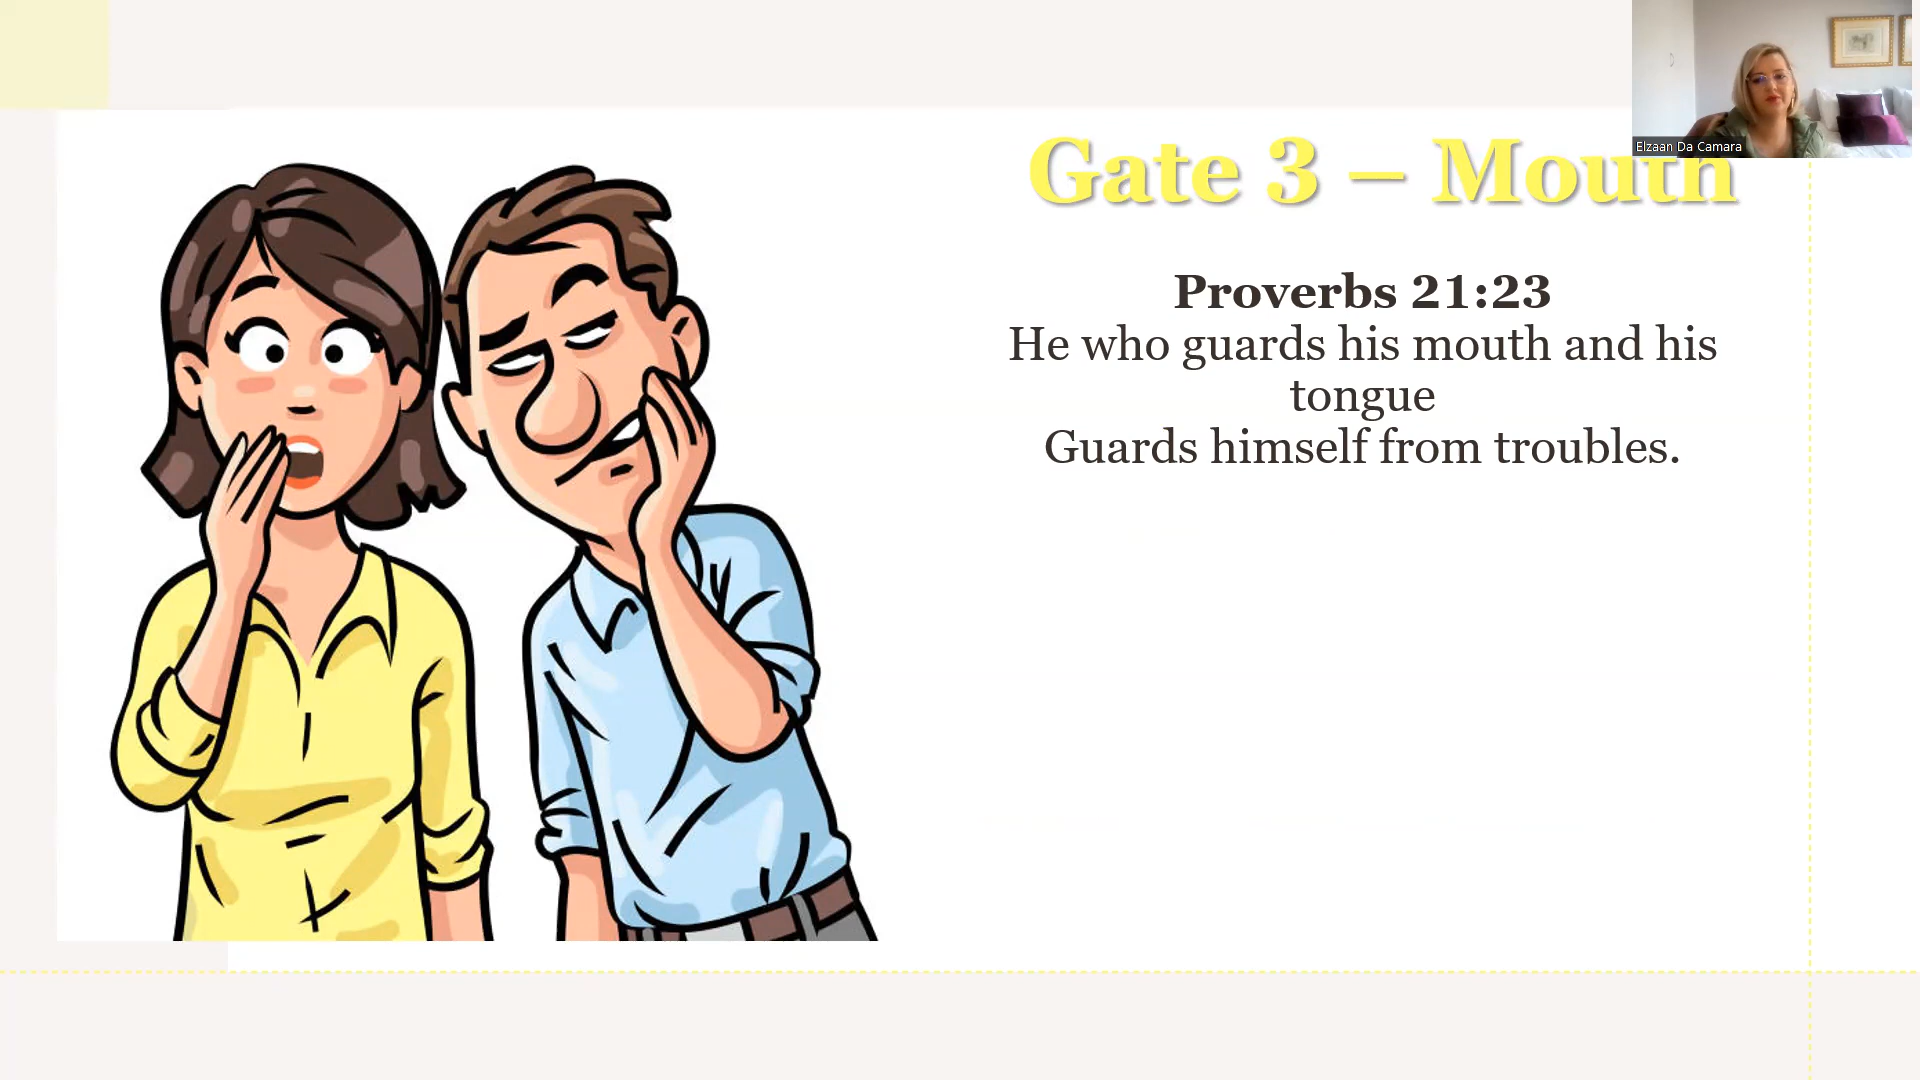 Elzaan Da Camara
Gate 3 – Mouth
Proverbs 21:23
He who guards his mouth and his
tongue
Guards himself from troubles.